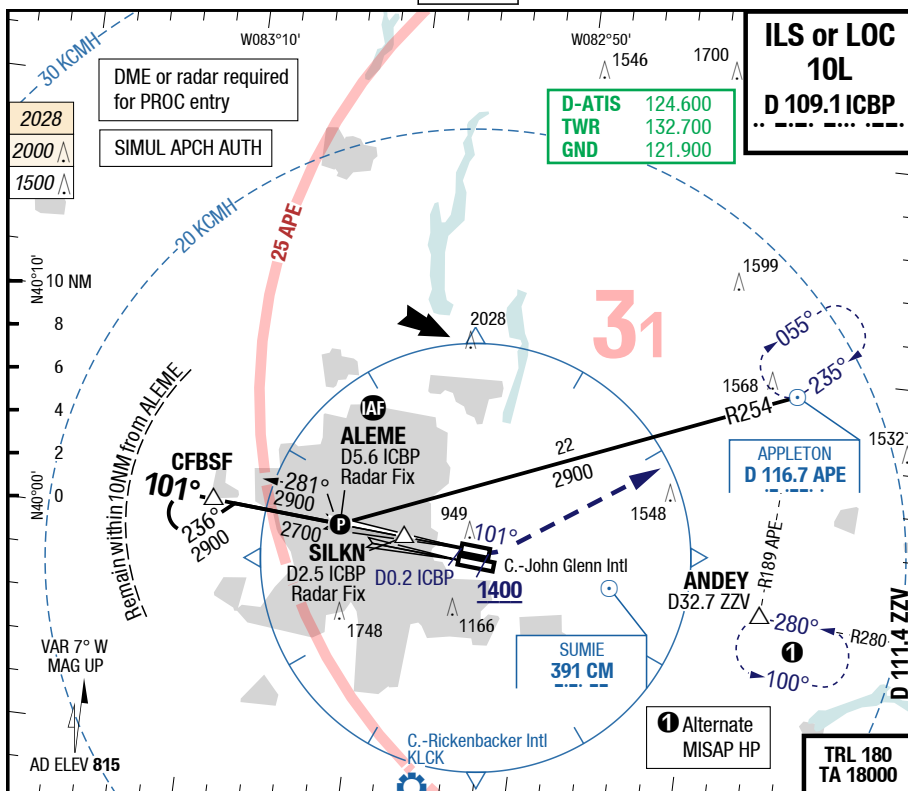 30 KCMH
W083°10'
W082°50'
1546
1700
ILS or LOC
10L
D 109.1 ICBP
DME or radar required
for PROC entry
D-ATIS 124.600
TWR 132.700
GND 121.900
2028
2000
1500
SIMUL APCH AUTH
20 KCMH
25 APE
N40°10'
10 NM
8
6
4
2
0
N40°00'
1599
31
2028
055°
235°
1568
R254
22
2900
IAF
ALEME
D5.6 ICBP
Radar Fix
APPLETON
D 116.7 APE
1532
Remain within 10NM from ALEME
CFBSF
101°
281°
2900
236°
2900
2700
P
SILKN
D2.5 ICBP
Radar Fix
949
101°
D0.2 ICBP
1548
C.-John Glenn Intl
1400
R189 APE
ANDEY
D32.7 ZZV
280°
R280
1
100°
D 111.4 ZZV
1748
1166
SUMIE
391 CM
VAR 7° W
MAG UP
AD ELEV 815
C.-Rickenbacker Intl
KLCK
1 Alternate
MISAP HP
TRL 180
TA 18000